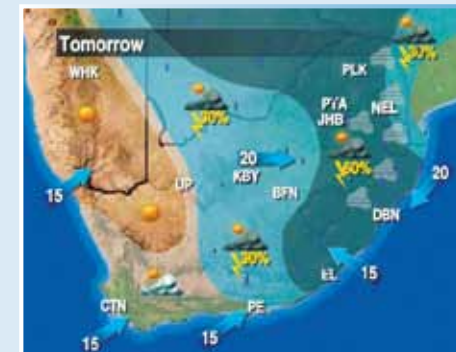 Tomorrow
30%
WHK
PLK
30%
PTA
NEL
JHB
60%
20
KBY
15
UP
BFN
20
DBN
30%
EL
15
CTN
PE
15
15